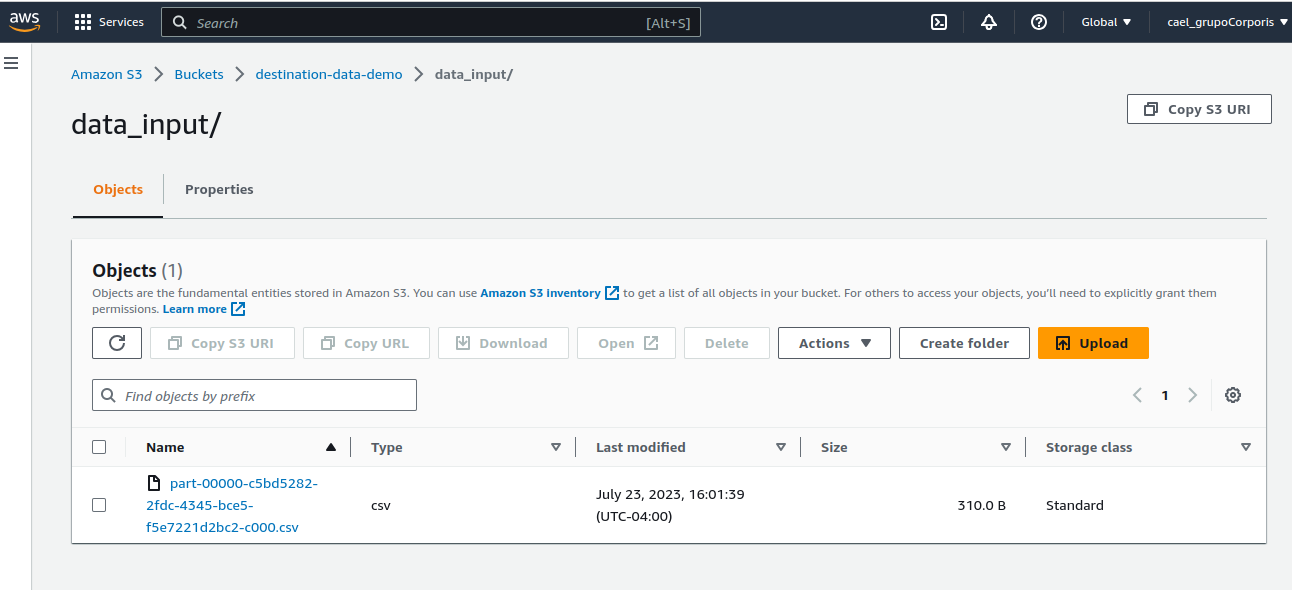 aws Services Search [Alt+S] Global cael_grupoCorporis
Amazon S3 Buckets destination-data-demo data_input/
data_input/
Copy S3 URI
Objects Properties
Objects (1)
Objects are the fundamental entities stored in Amazon S3. You can use Amazon S3 inventory to get a list of all objects in your bucket. For others to access your objects, you'll need to explicitly grant them
permissions. Learn more
Copy S3 URI Copy URL Download Open Delete Actions Create folder Upload
Find objects by prefix 1
Name Type Last modified Size Storage class
part-00000-c5bd5282-
2fdc-4345-bce5-
f5e7221d2bc2-c000.csv
csv
July 23, 2023, 16:01:39
(UTC-04:00)
310.0 B
Standard